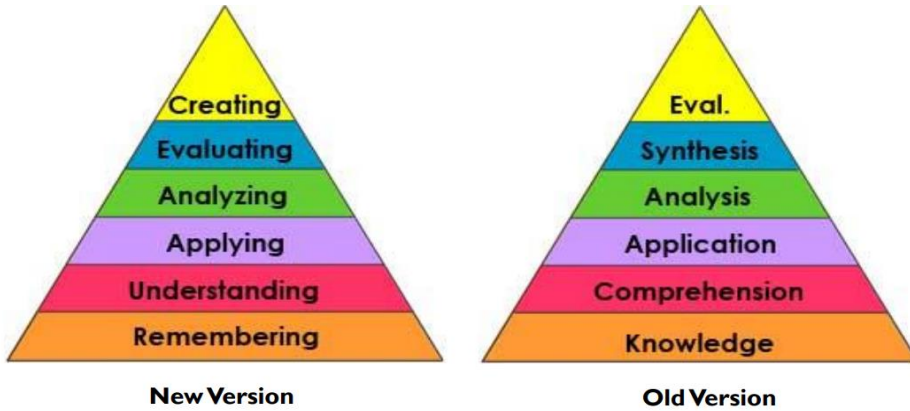 Creating
Evaluating
Analyzing
Applying
Understanding
Remembering
New Version
Eval.
Synthesis
Analysis
Application
Comprehension
Knowledge
Old Version